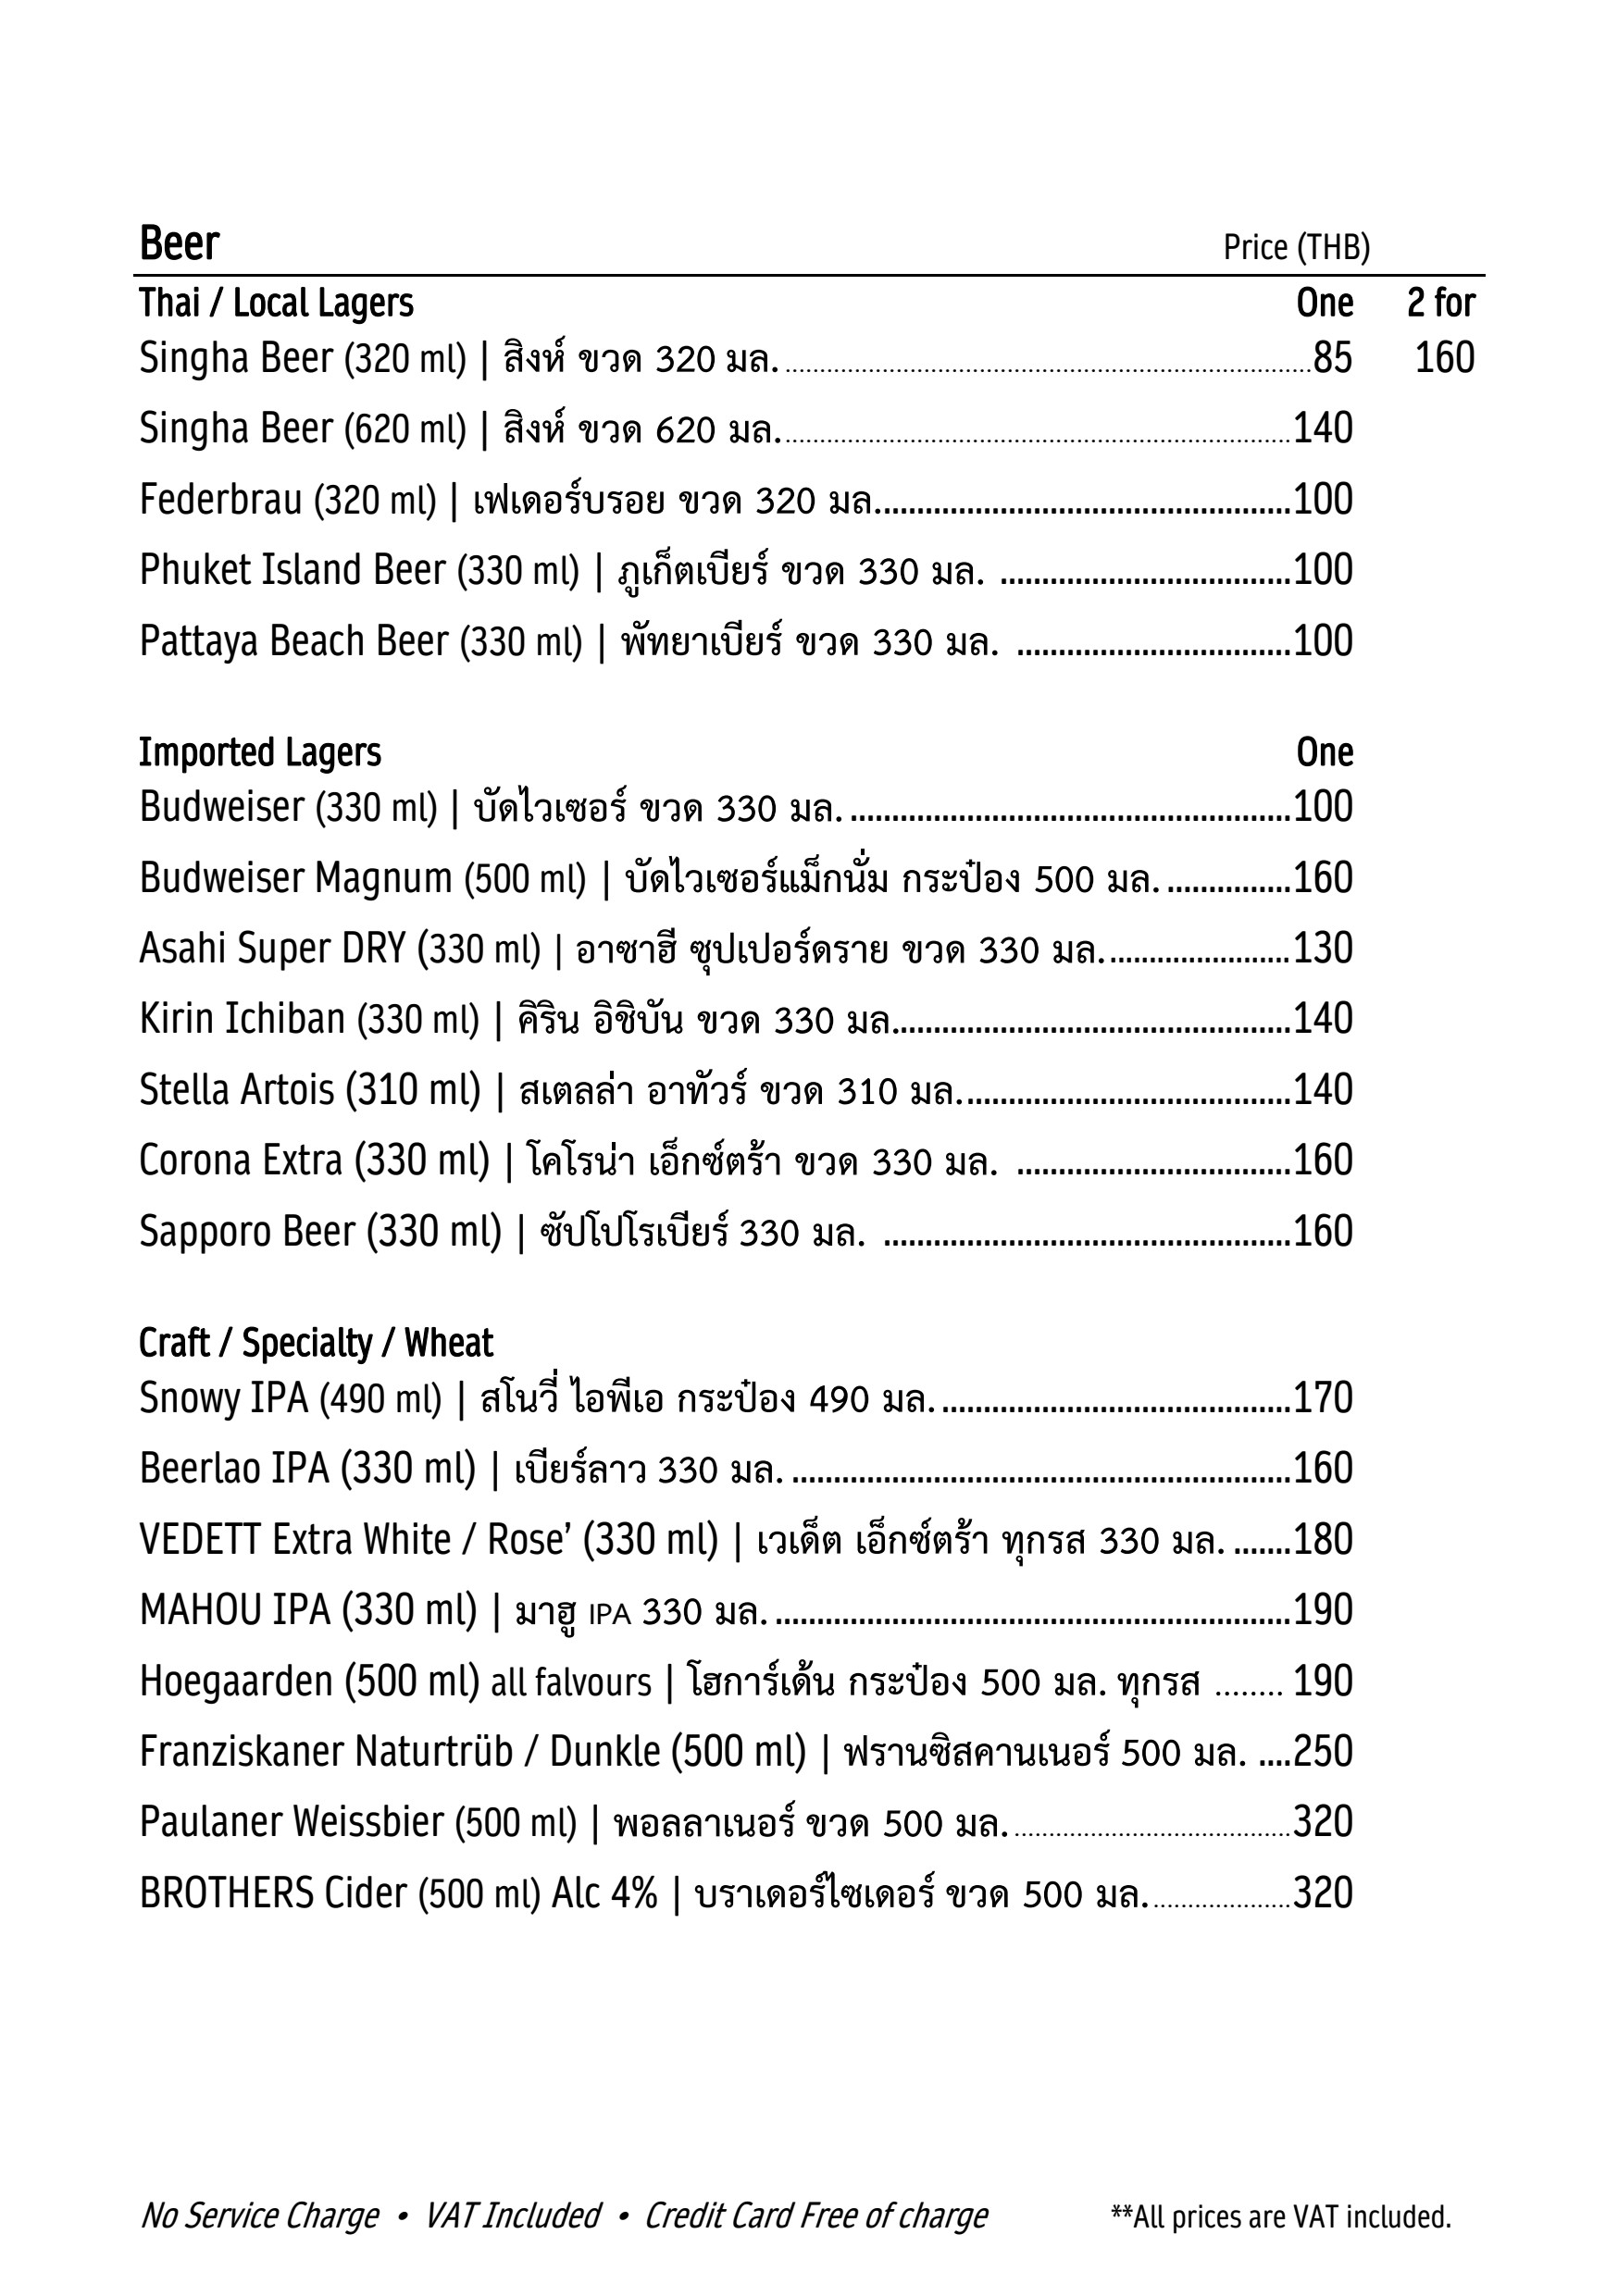 Beer Price (THB)
Thai / Local Lagers One 2 for
Singha Beer (320 ml) | สิงห์ ขวด 320 มล. ........................................................................85 160
Singha Beer (620 ml) | สิงห์ ขวด 620 มล. ......................................................................140
Federbrau (320 ml) | เฟเดอร์บรอย ขวด 320 มล. .................................................100
Phuket Island Beer (330 ml) | ภูเก็ตเบียร์ ขวด 330 มล. ...................................100
Pattaya Beach Beer (330 ml) | พัทยาเบียร์ ขวด 330 มล. .................................100
Imported Lagers One
Budweiser (330 ml) | บัดไวเซอร์ ขวด 330 มล. .....................................................100
Budweiser Magnum (500 ml) | บัดไวเซอร์แม็กนั่ม กระป๋อง 500 มล. ...............160
Asahi Super DRY (330 ml) | อาซาฮี ซุปเปอร์ดราย ขวด 330 มล. ......................130
Kirin Ichiban (330 ml) | คิริน อิชิบัน ขวด 330 มล. ...............................................140
Stella Artois (310 ml) | สเตลล่า อาทัวร์ ขวด 310 มล. .......................................140
Corona Extra (330 ml) | โคโรน่า เอ็กซ์ตร้า ขวด 330 มล. .................................160
Sapporo Beer (330 ml) | ซัปโปโรเบียร์ 330 มล. .................................................160
Craft / Specialty / Wheat
Snowy IPA (490 ml) | สโนวี่ ไอพีเอ กระป๋อง 490 มล. ..........................................170
Beerlao IPA (330 ml) | เบียร์ลาว 330 มล. ............................................................160
VEDETT Extra White / Rose’ (330 ml) | เวเด็ต เอ็กซ์ตร้า ทุกรส 330 มล. .......180
MAHOU IPA (330 ml) | มาฮู IPA 330 มล. ..............................................................190
Hoegaarden (500 ml) all falvours | โฮการ์เด้น กระป๋อง 500 มล. ทุกรส ........ 190
Franziskaner Naturtrüb / Dunkle (500 ml) | ฟรานซิสคานเนอร์ 500 มล. ....250
Paulaner Weissbier (500 ml) | พอลลาเนอร์ ขวด 500 มล. ......................................320
BROTHERS Cider (500 ml) Alc 4% | บราเดอร์ไซเดอร์ ขวด 500 มล. ...................320
No Service Charge • VAT Included • Credit Card Free of charge **All prices are VAT included.